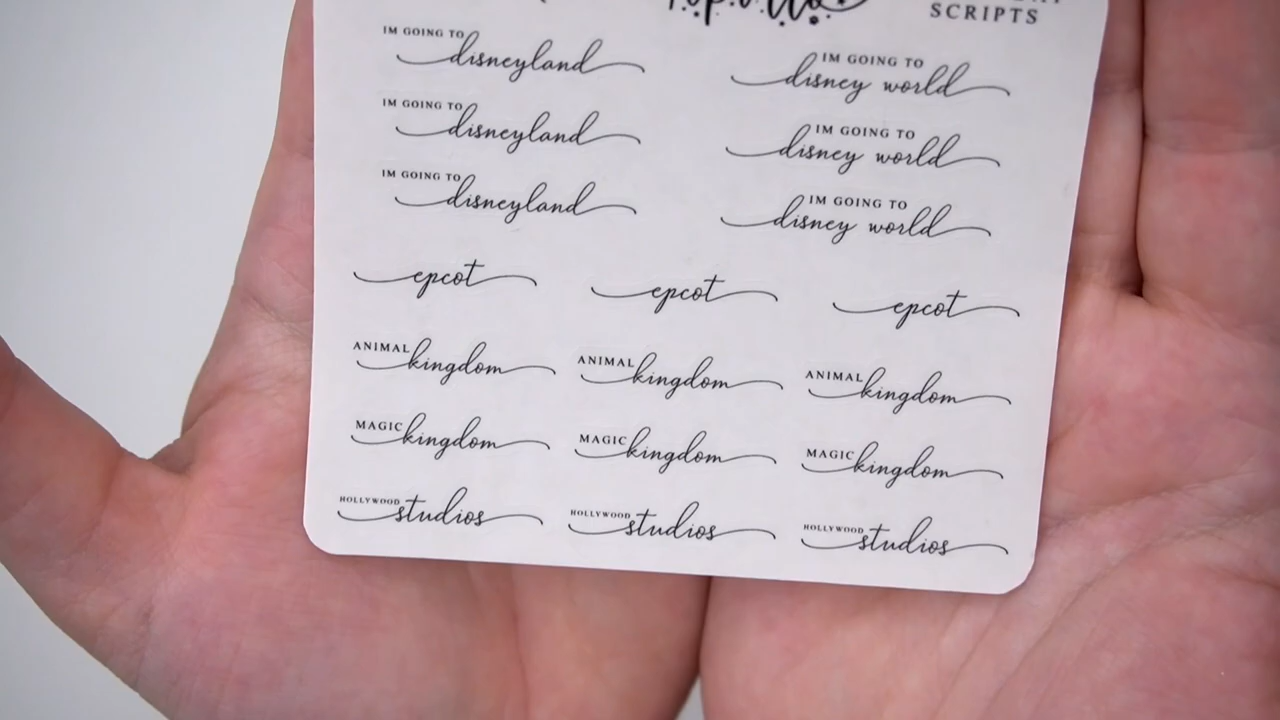 SCRIPTS
IM GOING TO disneyland
IM GOING TO disney world
IM GOING TO disneyland
IM GOING TO disney world
IM GOING TO disneyland
IM GOING TO disney world
epcot epcot epcot
ANIMAL kingdom ANIMAL kingdom ANIMAL kingdom
MAGIC kingdom MAGIC kingdom MAGIC kingdom
HOLLYWOOD studios HOLLYWOOD studios HOLLYWOOD studios